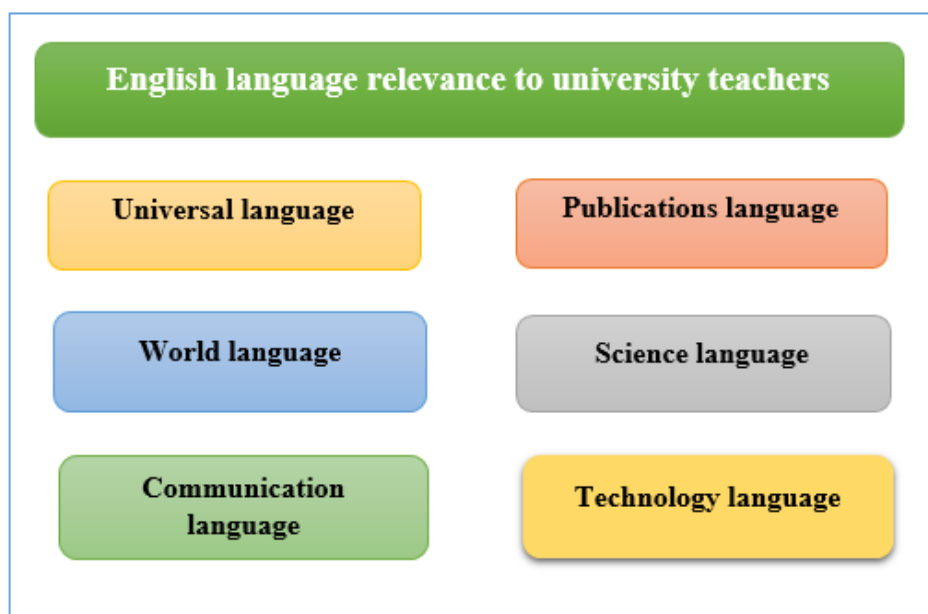 English language relevance to university teachers
Universal language
Publications language
World language
Science language
Communication
language
Technology language